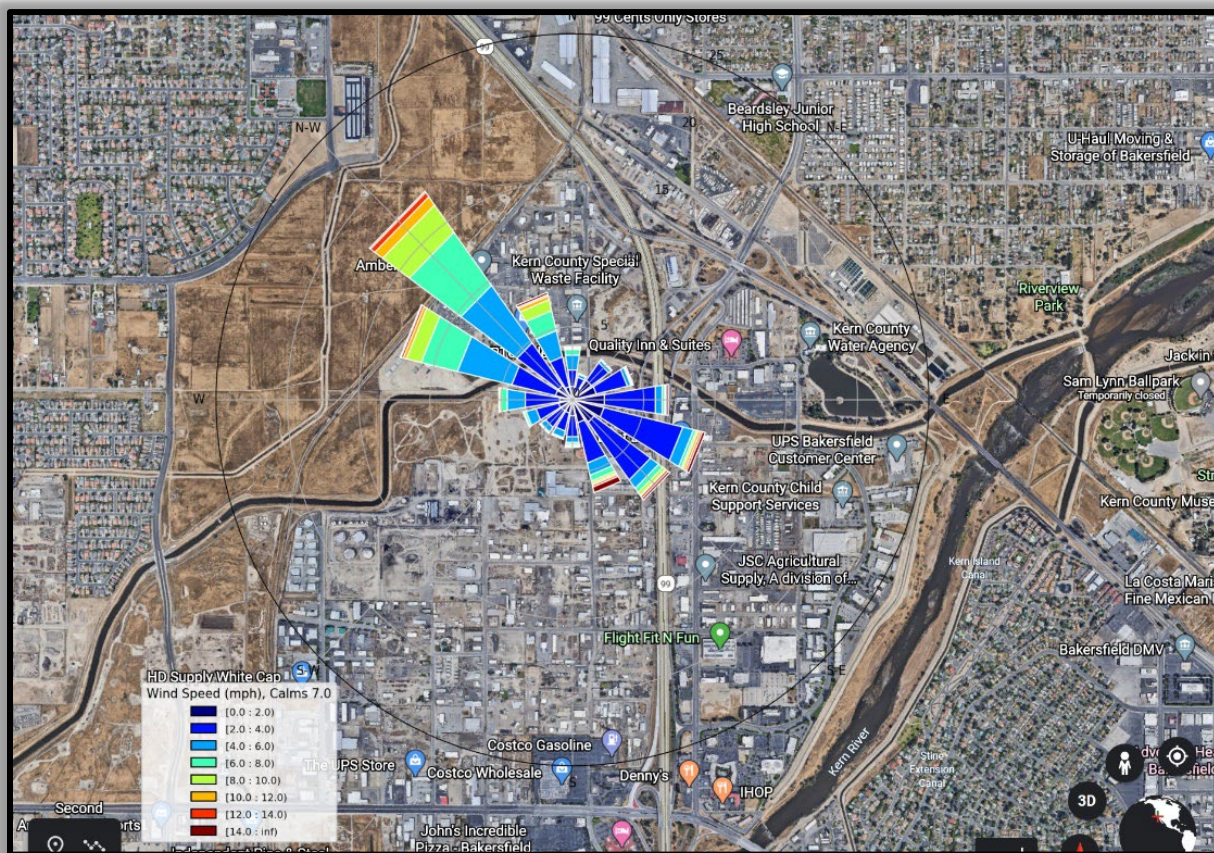 99 Cents Only Stores
99
25
Beardsley Junior
High School
N-E
N-W
20
U-Haul Moving &
Storage of Bakersfield
15
Kern County Special
Waste Facility
Riverview
Park
5
Quality Inn & Suites
Kern County
Water Agency
Jack in
Sam Lynn Ballpark
Temporarily closed
W
UPS Bakersfield
Customer Center
Kern County Child
Support Services
Kern County Muse
Kern Island
Canal
JSC Agricultural
Supply, A division of...
99
La Costa Mari
Fine Mexican
Flight Fit N Fun
Bakersfield DMV
S-W
S-E
HD Supply White Cap
Wind Speed (mph), Calms 7.0
[0.0 : 2.0)
[2.0 : 4.0)
[4.0 : 6.0)
[6.0 : 8.0)
[8.0 : 10.0)
[10.0 : 12.0)
[12.0 : 14.0)
[14.0 : inf)
Costco Gasoline
The UPS Store
Costco Wholesale
S
Denny's
IHOP
Kern River
Stine
Extension
Canal
3D
Second
John's Incredible
Pizza - Bakersfield